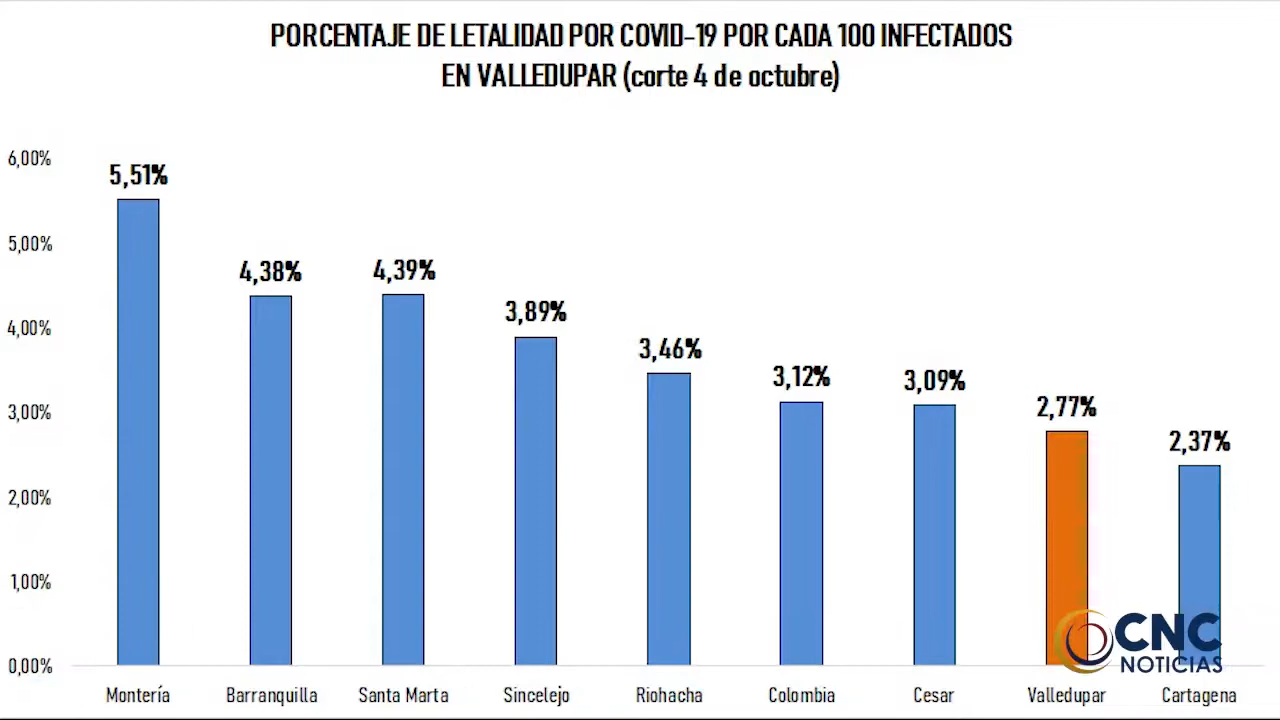 PORCENTAJE DE LETALIDAD POR COVID-19 POR CADA 100 INFECTADOS
EN VALLEDUPAR (corte 4 de octubre)
6,00%
5,00%
4,00%
3,00%
2,00%
1,00%
0,00%
5,51%
4,38%
4,39%
3,89%
3,46%
3,12%
3,09%
2,77%
2,37%
Montería
Barranquilla
Santa Marta
Sincelejo
Riohacha
Colombia
Cesar
Valledupar
Cartagena
CNC
NOTICIAS